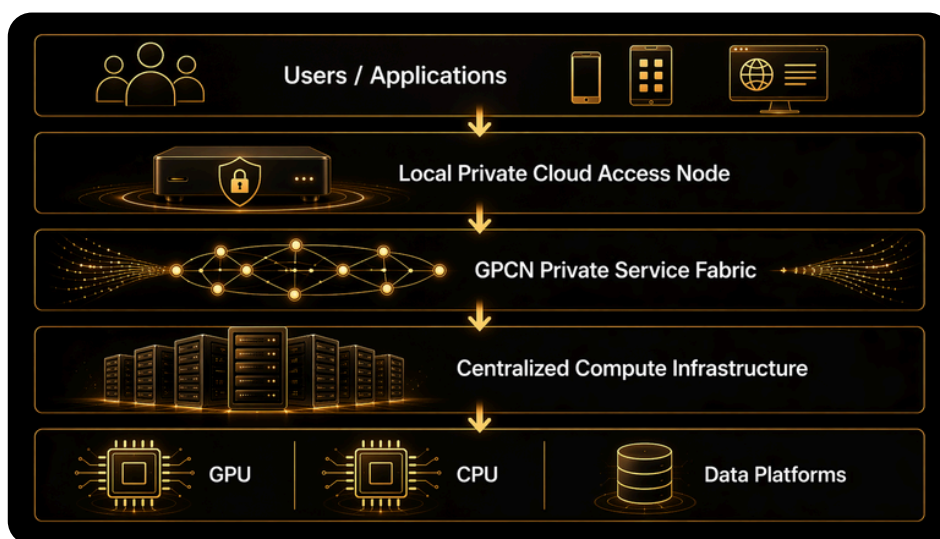 Users / Applications
Local Private Cloud Access Node
GPCN Private Service Fabric
Centralized Compute Infrastructure
GPU
CPU
Data Platforms